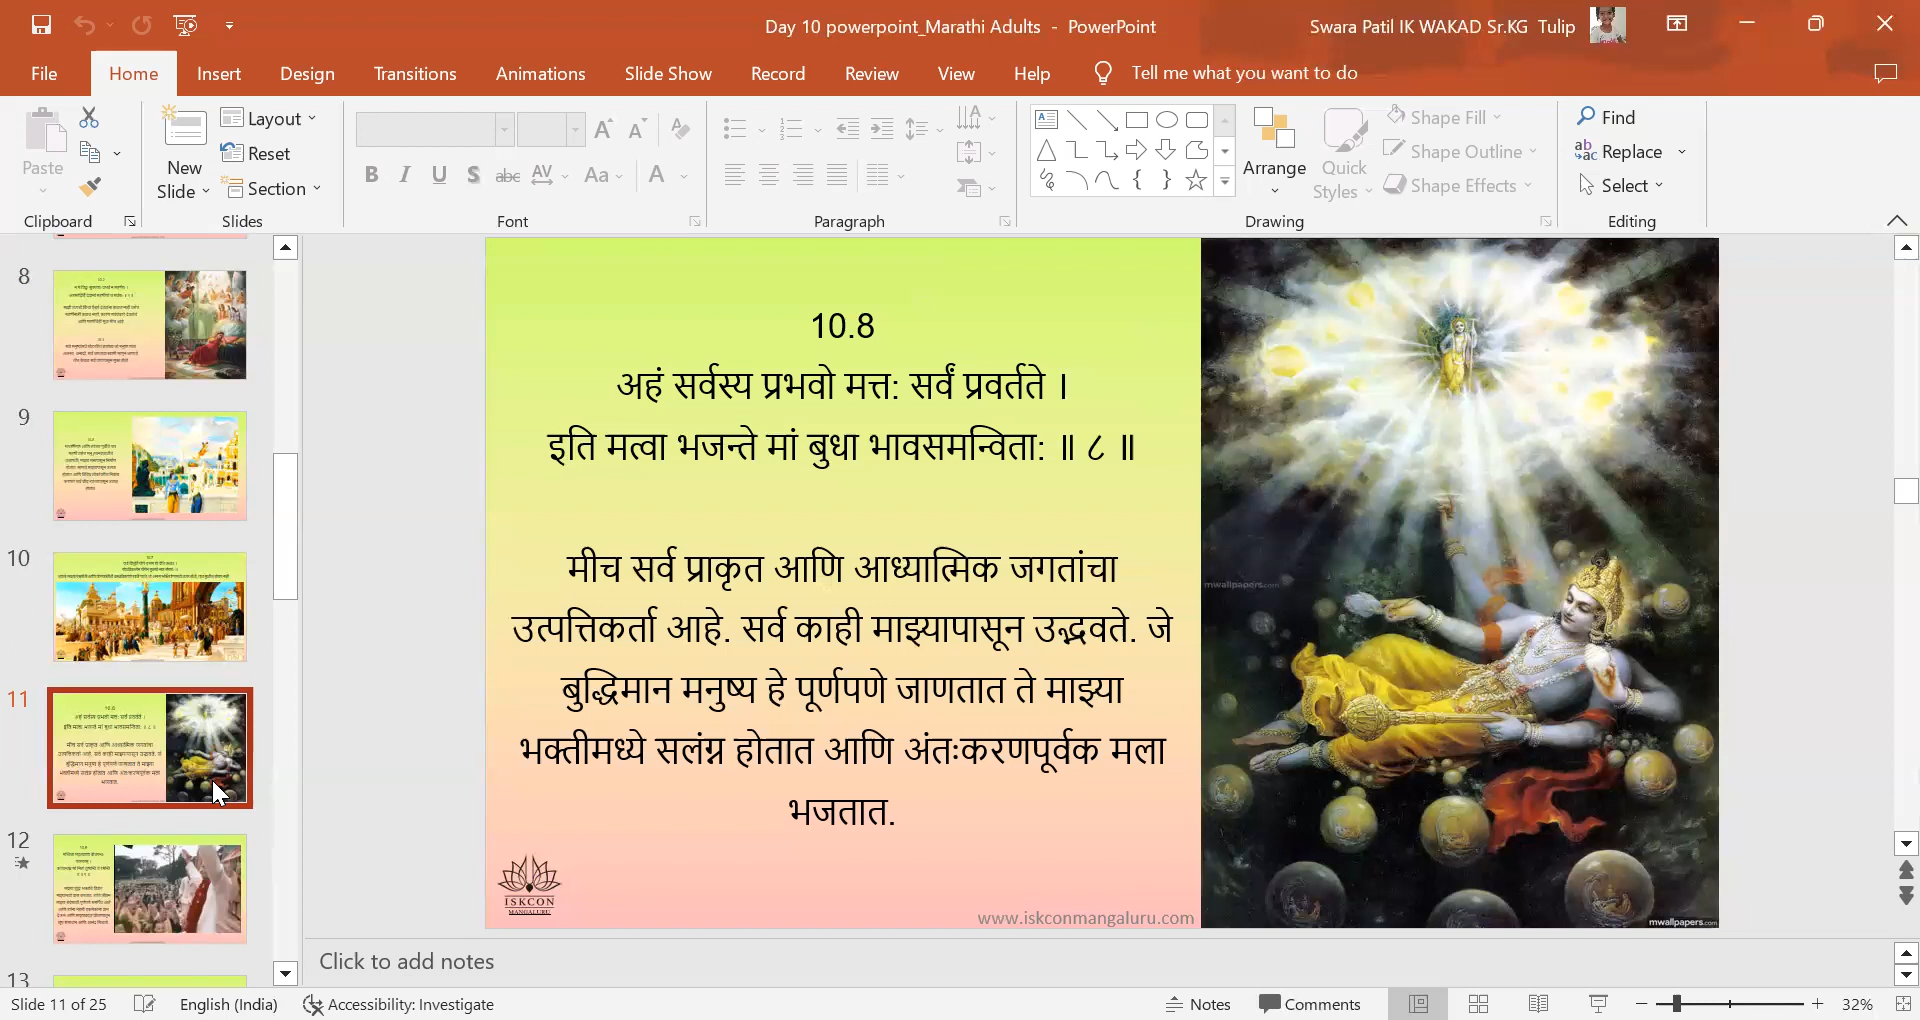 Day 10 powerpoint_Marathi Adults - PowerPoint
Swara Patil IK WAKAD Sr.KG Tulip
File Home Insert Design Transitions Animations Slide Show Record Review View Help Tell me what you want to do
Paste
New Slide
Layout
Reset
Section
Arrange
Quick Styles
Shape Fill
Shape Outline
Shape Effects
Find
Replace
Select
Clipboard Slides Font Paragraph Drawing Editing
8
9
10
11
12
13
10.8
अहं सर्वस्य प्रभवो मत्तः सर्वं प्रवर्तते ।
इति मत्वा भजन्ते मां बुधा भावसमन्विताः ॥ ८ ॥
मीच सर्व प्राकृत आणि आध्यात्मिक जगतांचा
उत्पत्तिकर्ता आहे. सर्व काही माझ्यापासून उद्भवते. जे
बुद्धिमान मनुष्य हे पूर्णपणे जाणतात ते माझ्या
भक्तीमध्ये सलंग्न होतात आणि अंतःकरणपूर्वक मला
भजतात.
ISKCON
MANGALURU
www.iskconmangaluru.com
mwallpapers.com
mwallpapers.com
Click to add notes
Slide 11 of 25 English (India) Accessibility: Investigate Notes Comments 32%